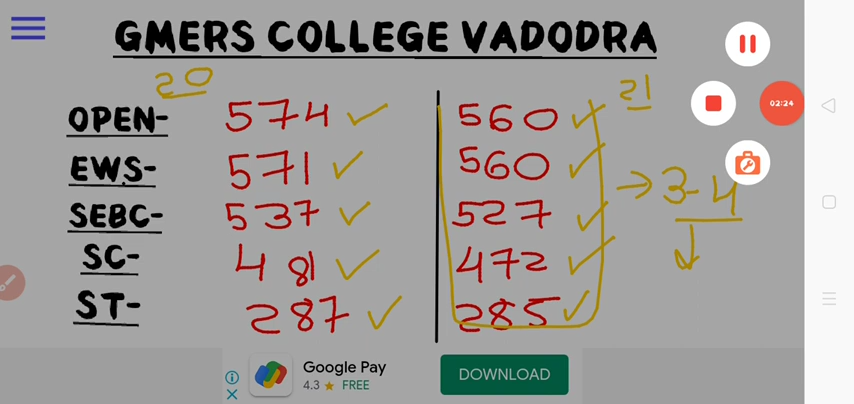 GMERS COLLEGE VADODRA
20
21
02:24
OPEN- 574 560
EWS- 571 560
SEBC- 537 527
SC- 481 472
ST- 287 285
3-4
Google Pay
4.3 ★ FREE
DOWNLOAD